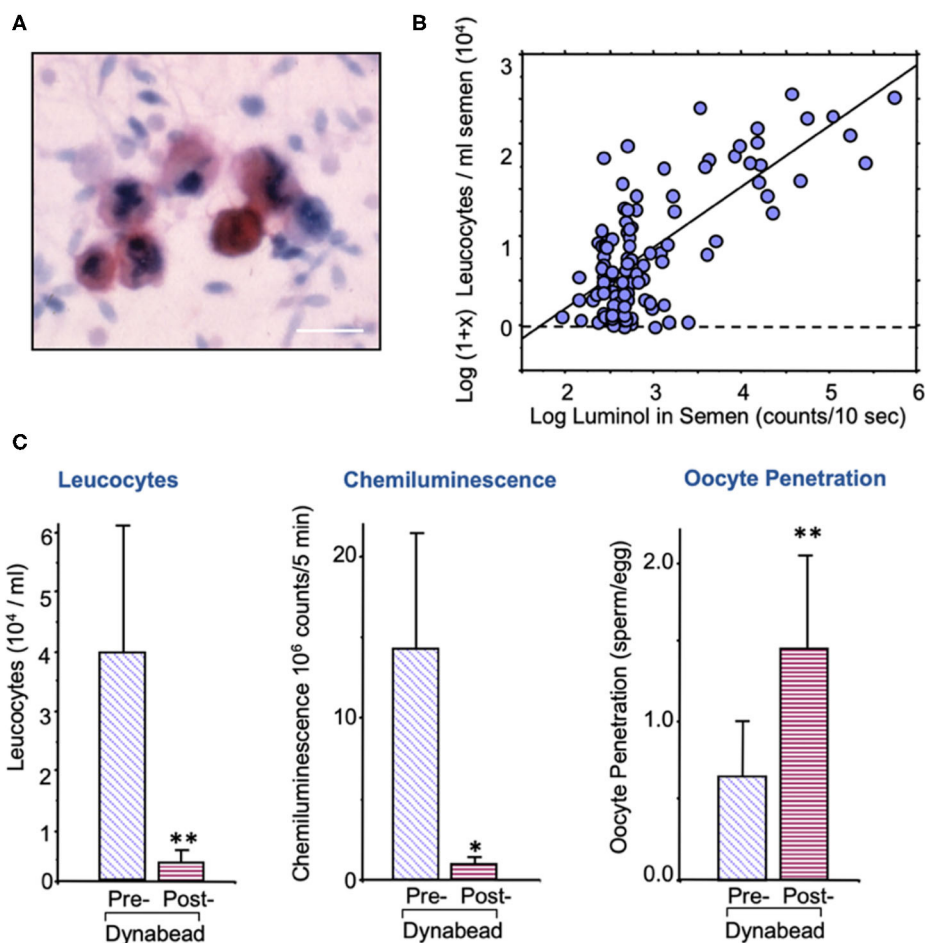 A
B
Log (1+x) Leucocytes / ml semen (10⁴)
3
2
1
0
2 3 4 5 6
Log Luminol in Semen (counts/10 sec)
C
Leucocytes
Leucocytes (10⁴ / ml)
6
5
4
3
2
1
0
**
Pre- Post-
Dynabead
Chemiluminescence
Chemiluminescence 10⁶ counts/5 min)
20
10
0
*
Pre- Post-
Dynabead
Oocyte Penetration
Oocyte Penetration (sperm/egg)
2.0
1.0
0.0
**
Pre- Post-
Dynabead